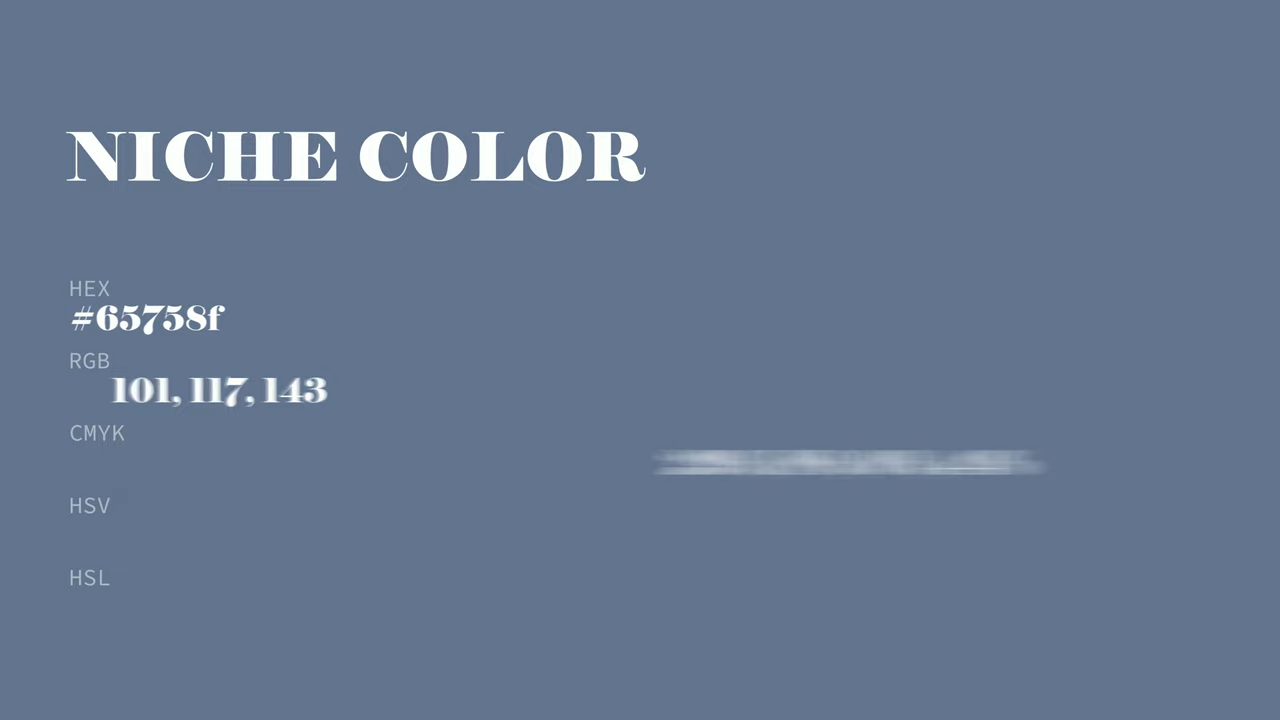 NICHE COLOR
HEX
#65758f
RGB
101, 117, 143
CMYK
HSV
HSL